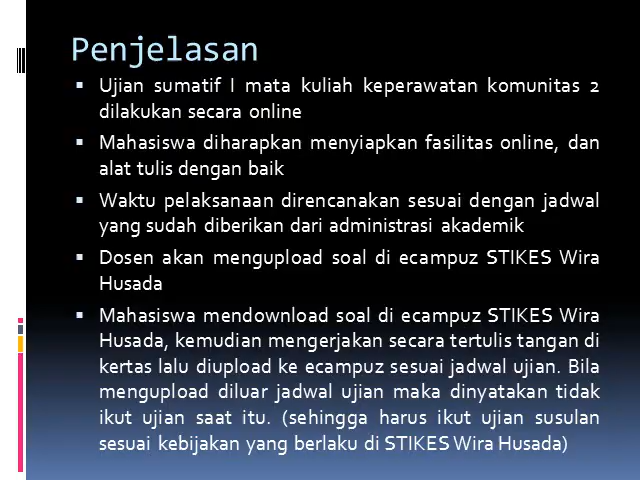 Penjelasan
▪ Ujian sumatif I mata kuliah keperawatan komunitas 2
dilakukan secara online
▪ Mahasiswa diharapkan menyiapkan fasilitas online, dan
alat tulis dengan baik
▪ Waktu pelaksanaan direncanakan sesuai dengan jadwal
yang sudah diberikan dari administrasi akademik
▪ Dosen akan mengupload soal di ecampuz STIKES Wira
Husada
▪ Mahasiswa mendownload soal di ecampuz STIKES Wira
Husada, kemudian mengerjakan secara tertulis tangan di
kertas lalu diupload ke ecampuz sesuai jadwal ujian. Bila
mengupload diluar jadwal ujian maka dinyatakan tidak
ikut ujian saat itu. (sehingga harus ikut ujian susulan
sesuai kebijakan yang berlaku di STIKES Wira Husada)